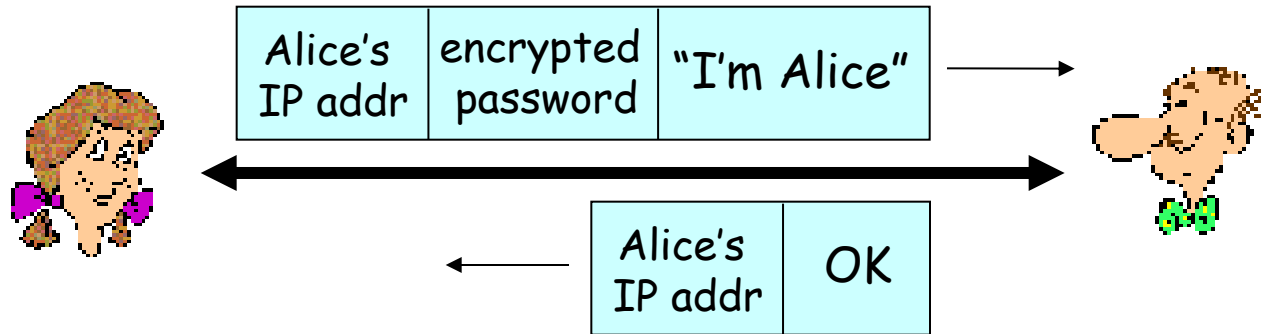 Alice's
IP addr
encrypted
password
“I'm Alice”
Alice's
IP addr
OK